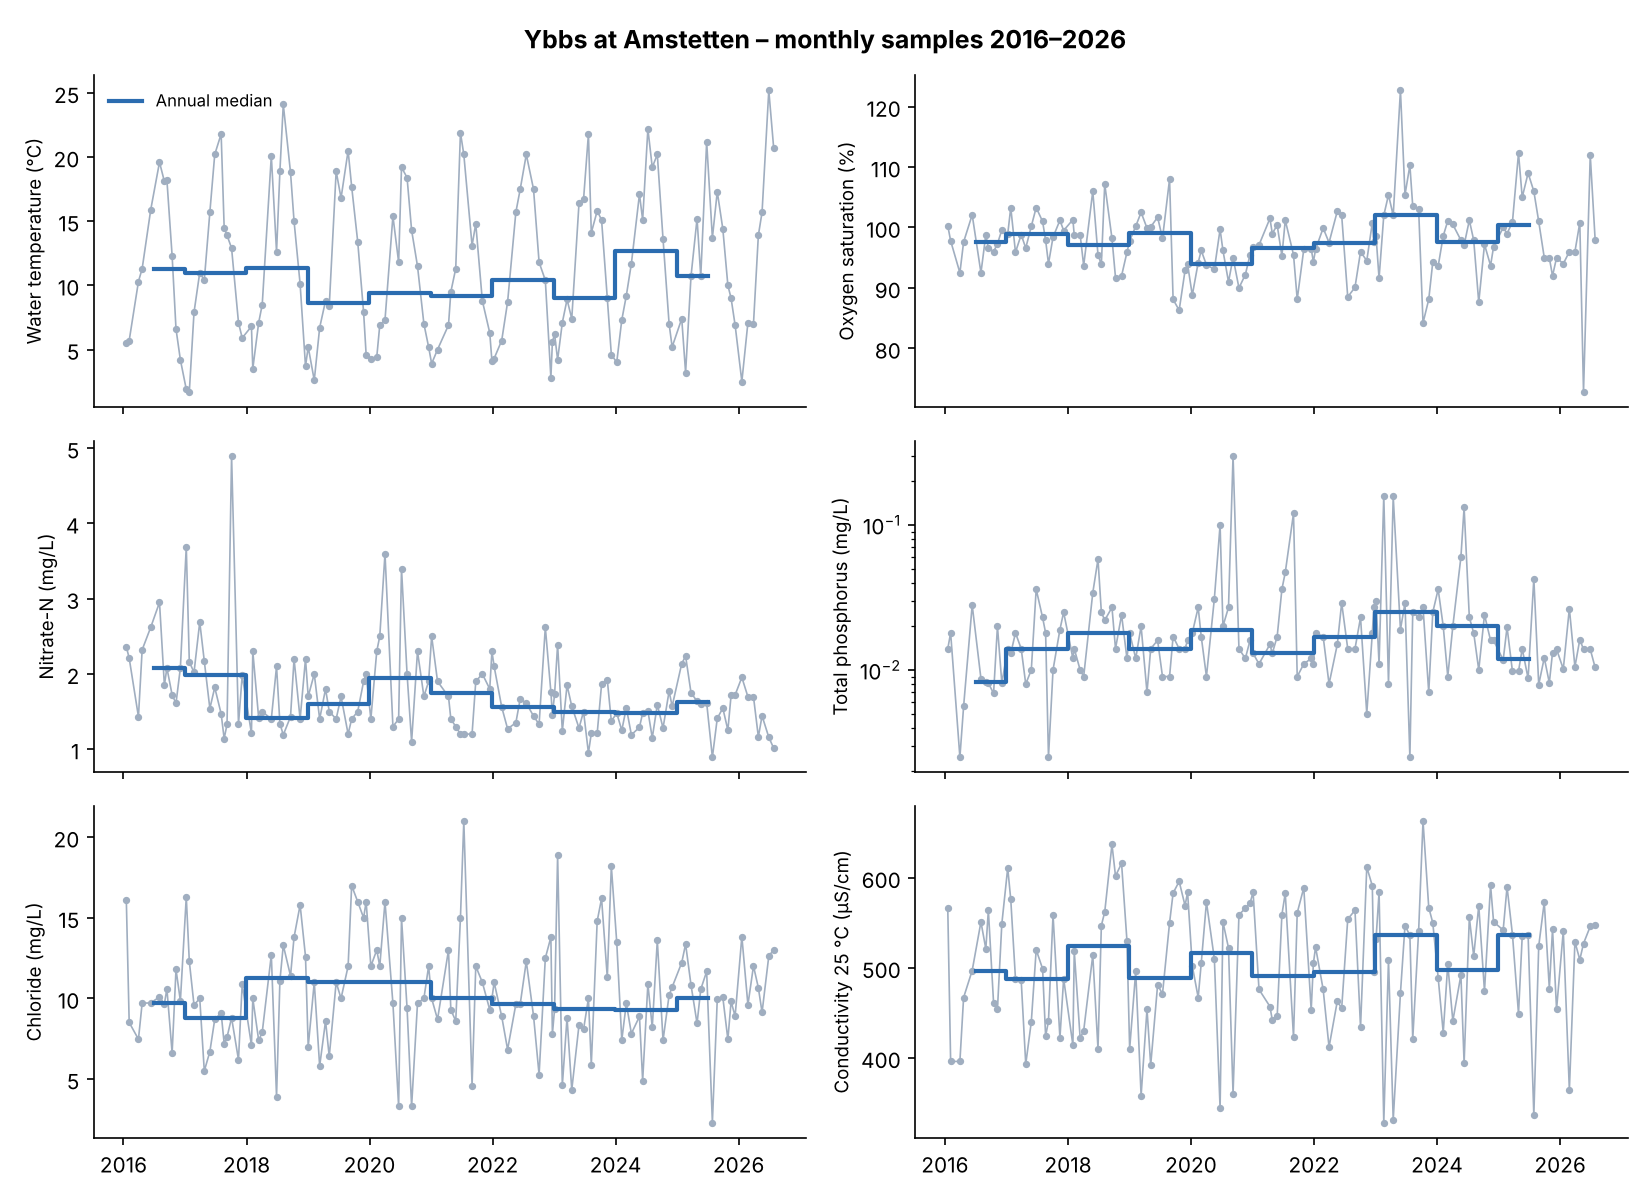 Ybbs at Amstetten – monthly samples 2016–2026
Water temperature (°C)
25
20
15
10
5
Annual median
Oxygen saturation (%)
120
110
100
90
80
Nitrate-N (mg/L)
5
4
3
2
1
Total phosphorus (mg/L)
10⁻¹
10⁻²
Chloride (mg/L)
20
15
10
5
2016 2018 2020 2022 2024 2026
Conductivity 25 °C (µS/cm)
600
500
400
2016 2018 2020 2022 2024 2026